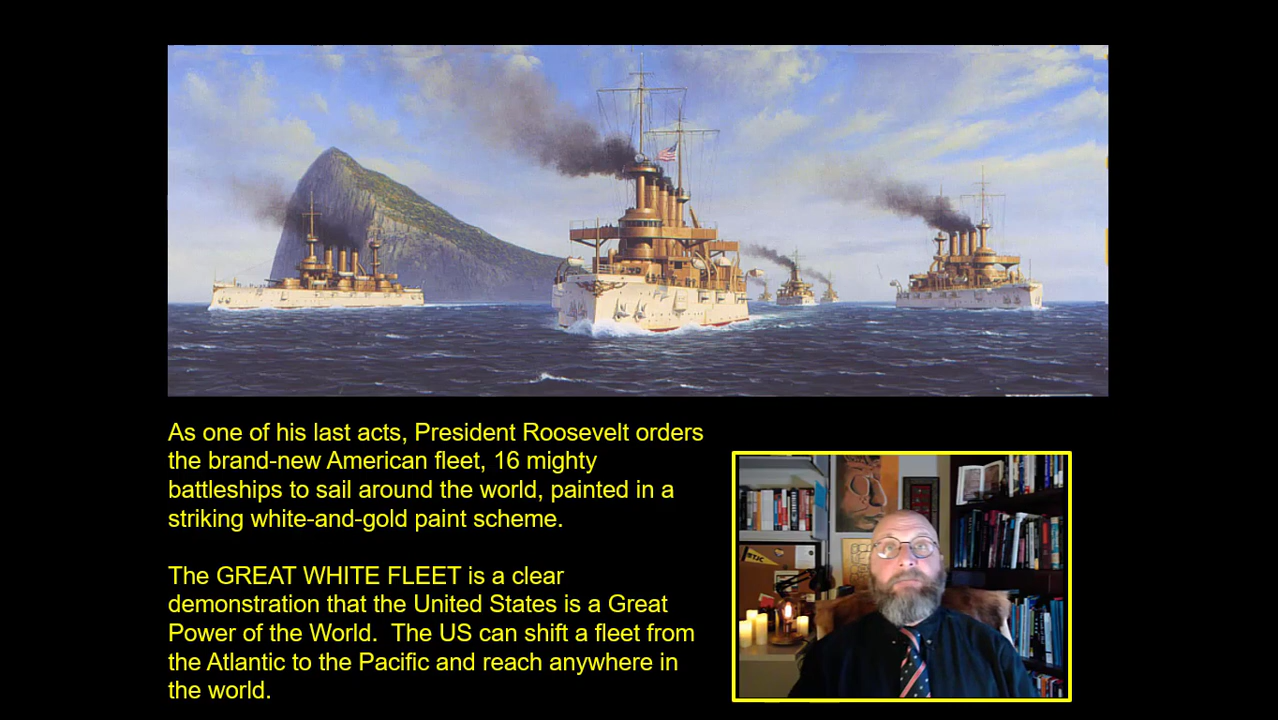 As one of his last acts, President Roosevelt orders
the brand-new American fleet, 16 mighty
battleships to sail around the world, painted in a
striking white-and-gold paint scheme.
The GREAT WHITE FLEET is a clear
demonstration that the United States is a Great
Power of the World.  The US can shift a fleet from
the Atlantic to the Pacific and reach anywhere in
the world.